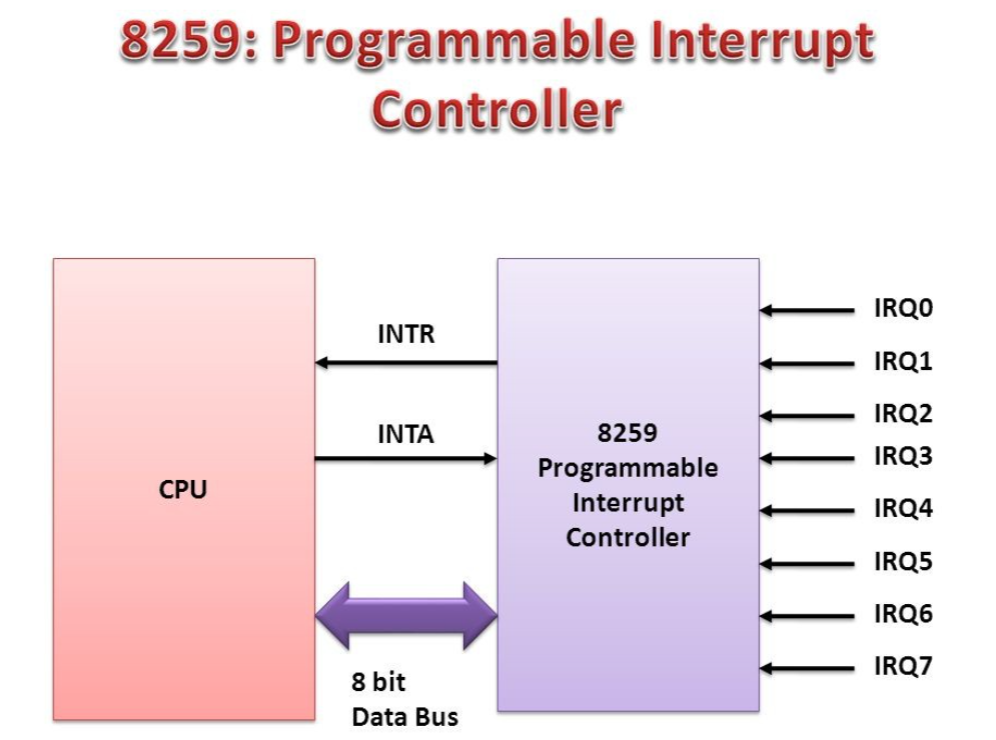 8259: Programmable Interrupt
Controller
INTR
INTA
CPU
8 bit
Data Bus
8259
Programmable
Interrupt
Controller
IRQ0
IRQ1
IRQ2
IRQ3
IRQ4
IRQ5
IRQ6
IRQ7